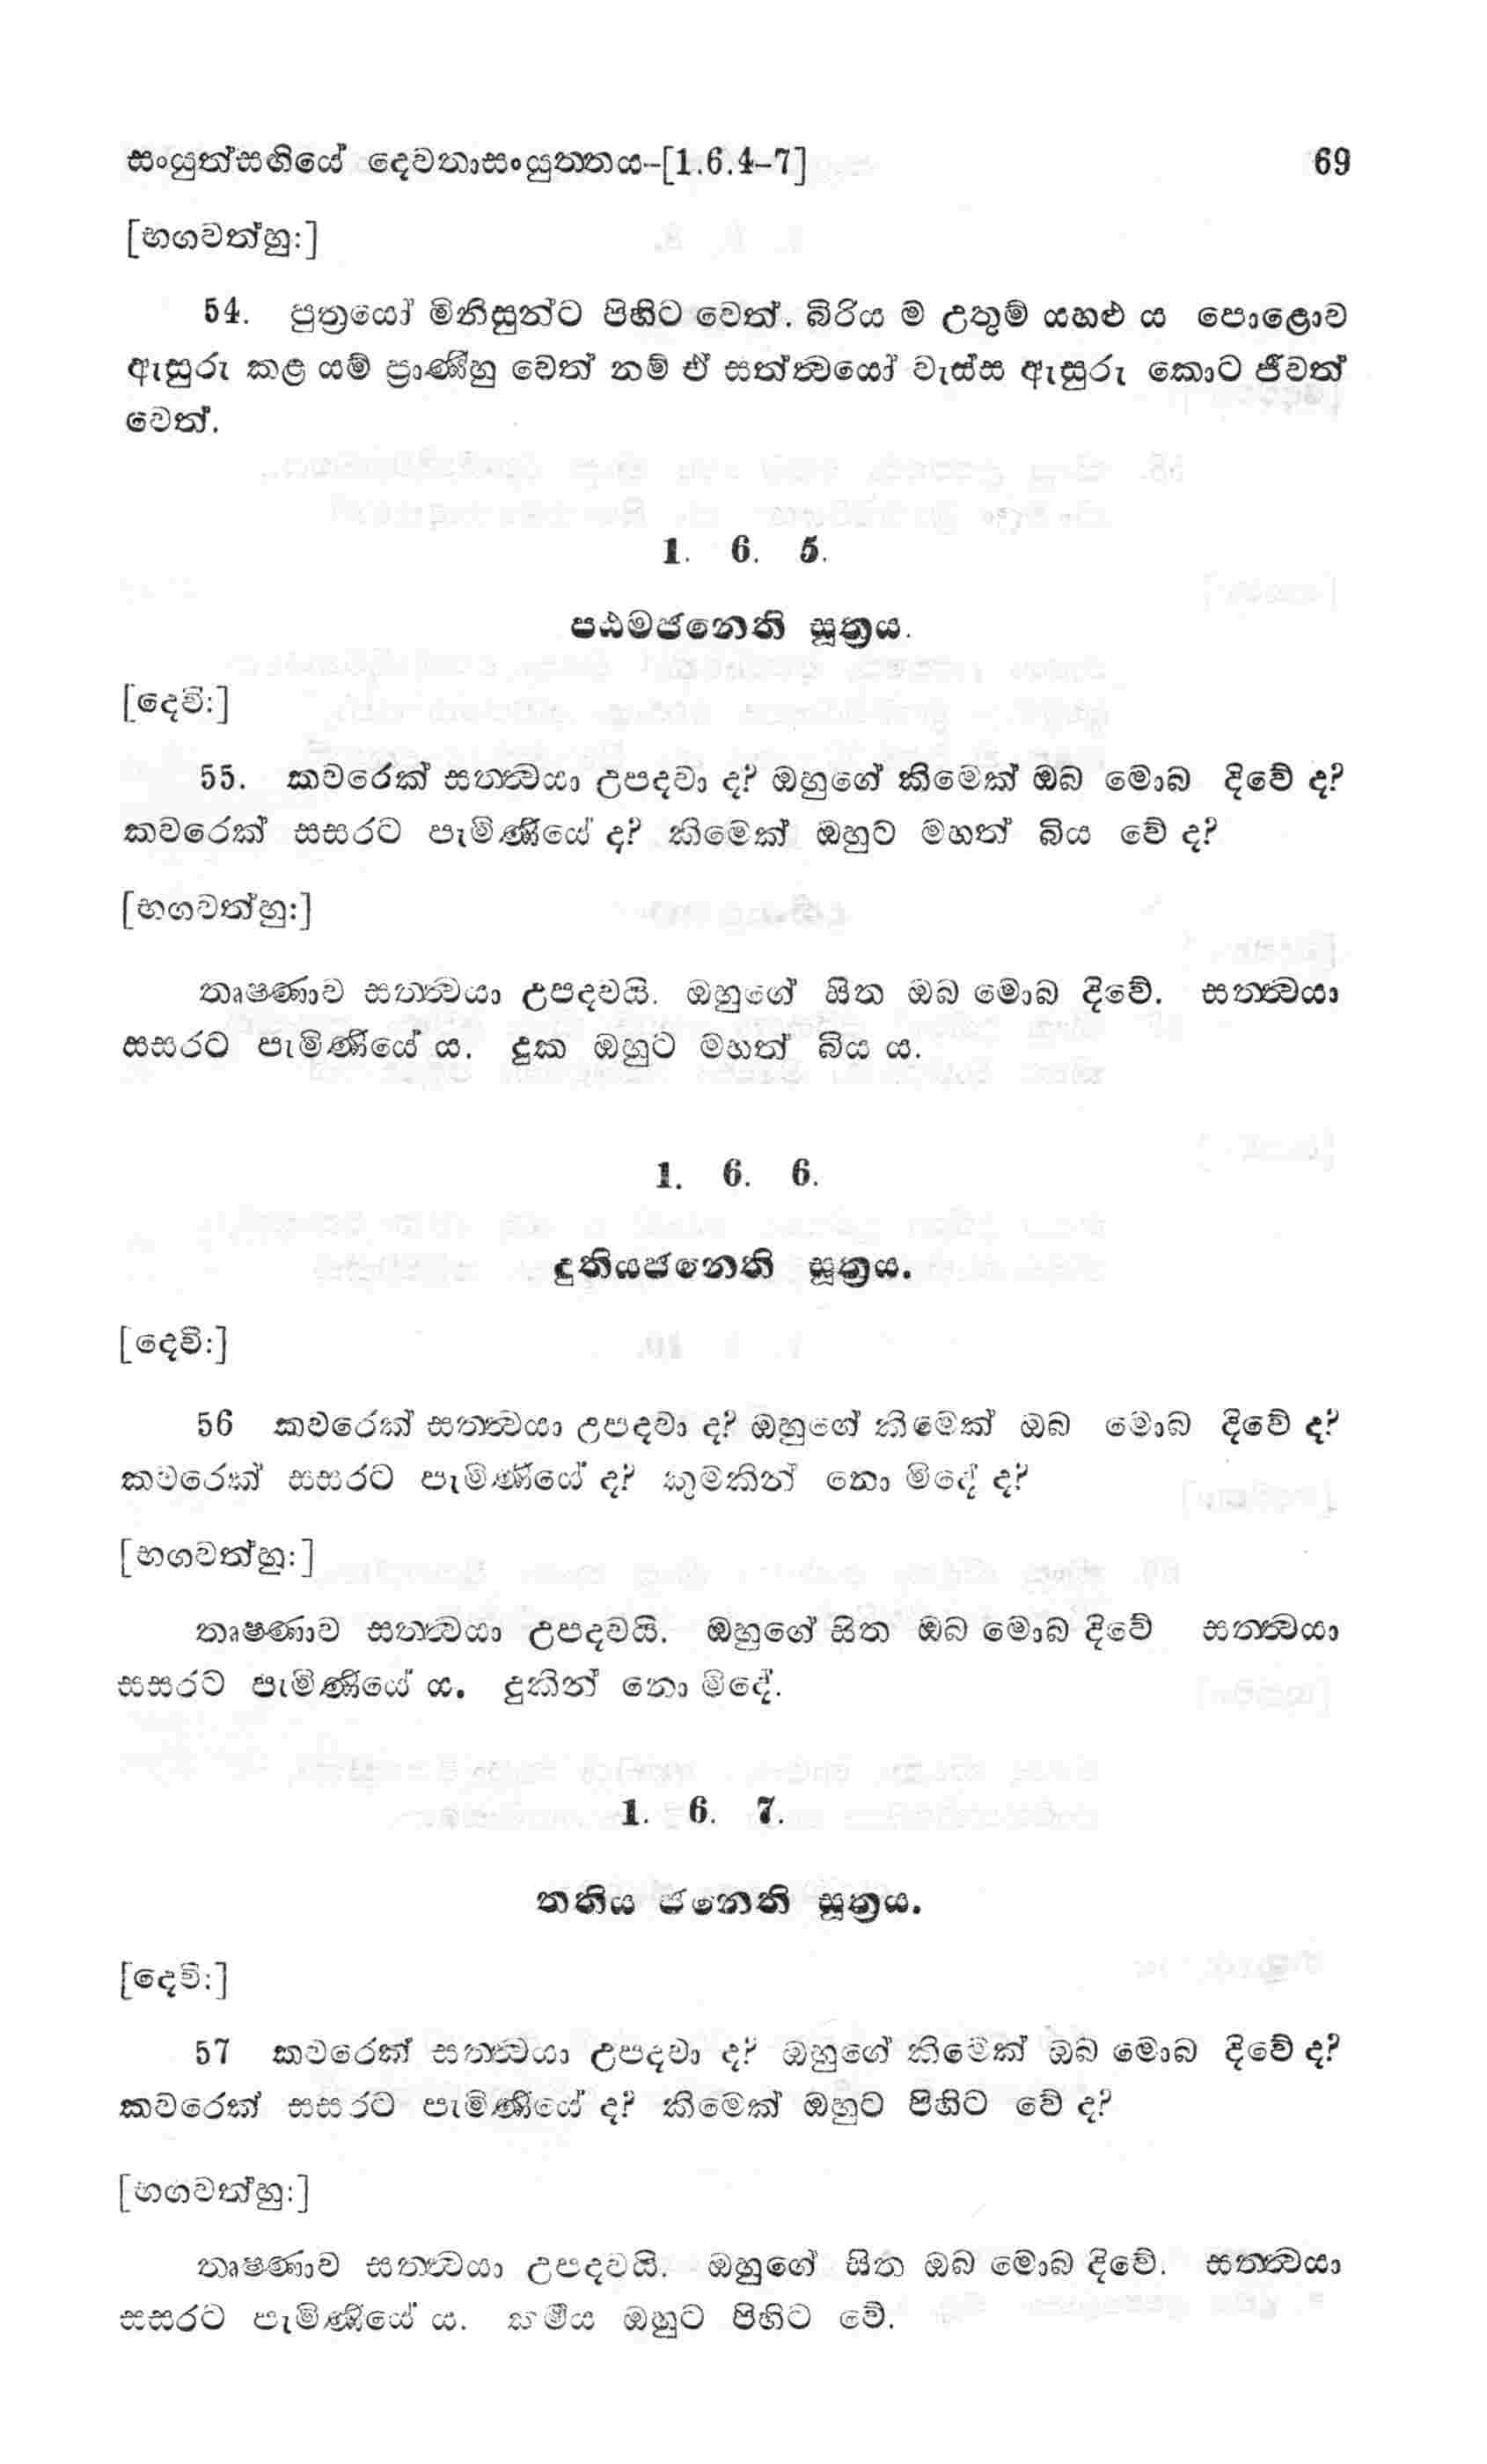 සංයුත්සඟියේ දෙවතාසංයුත්තය–[1.6.4–7] 69
[භගවත්හු:]
54. පුත්‍රයෝ මිනිසුන්ට පිහිට වෙත්. බිරිය ම උතුම් යහළු ය පොළොව
ඇසුරු කළ යම් ප්‍රාණීහු වෙත් නම් ඒ සත්ත්‍වයෝ වැස්ස ඇසුරු කොට ජීවත්
වෙත්.
1. 6. 5.
පඨමජනෙති සූත්‍රය.
[දෙවි:]
55. කවරෙක් සත්ත්‍වයා උපදවා ද? ඔහුගේ කිමෙක් ඔබ මොබ දිවේ ද?
කවරෙක් සසරට පැමිණියේ ද? කිමෙක් ඔහුට මහත් බිය වේ ද?
[භගවත්හු:]
තෘෂණාව සත්ත්‍වයා උපදවයි. ඔහුගේ සිත ඔබ මොබ දිවේ. සත්ත්‍වයා
සසරට පැමිණියේ ය. දුක ඔහුට මහත් බිය ය.
1. 6. 6.
දුතියජනෙති සූත්‍රය.
[දෙවි:]
56 කවරෙක් සත්ත්‍වයා උපදවා ද? ඔහුගේ කිමෙක් ඔබ මොබ දිවේ ද?
කවරෙක් සසරට පැමිණියේ ද? කුමකින් නො මිදේ ද?
[භගවත්හු:]
තෘෂණාව සත්ත්‍වයා උපදවයි. ඔහුගේ සිත ඔබ මොබ දිවේ සත්ත්‍වයා
සසරට පැමිණියේ ය. දුකින් නො මිදේ.
1. 6. 7.
තතිය ජනෙති සූත්‍රය.
[දෙවි:]
57 කවරෙක් සත්ත්‍වයා උපදවා ද? ඔහුගේ කිමෙක් ඔබ මොබ දිවේ ද?
කවරෙක් සසරට පැමිණියේ ද? කිමෙක් ඔහුට පිහිට වේ ද?
[භගවත්හු:]
තෘෂණාව සත්ත්‍වයා උපදවයි. ඔහුගේ සිත ඔබ මොබ දිවේ. සත්ත්‍වයා
සසරට පැමිණියේ ය. කර්‍මය ඔහුට පිහිට වේ.